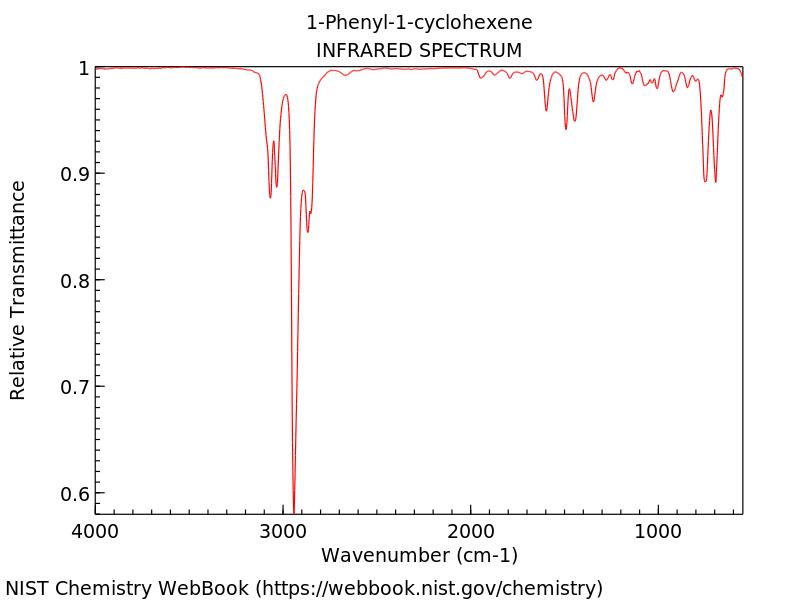 1-Phenyl-1-cyclohexene
INFRARED SPECTRUM
1
0.9
0.8
0.7
0.6
Relative Transmittance
4000 3000 2000 1000
Wavenumber (cm-1)
NIST Chemistry WebBook (https://webbook.nist.gov/chemistry)